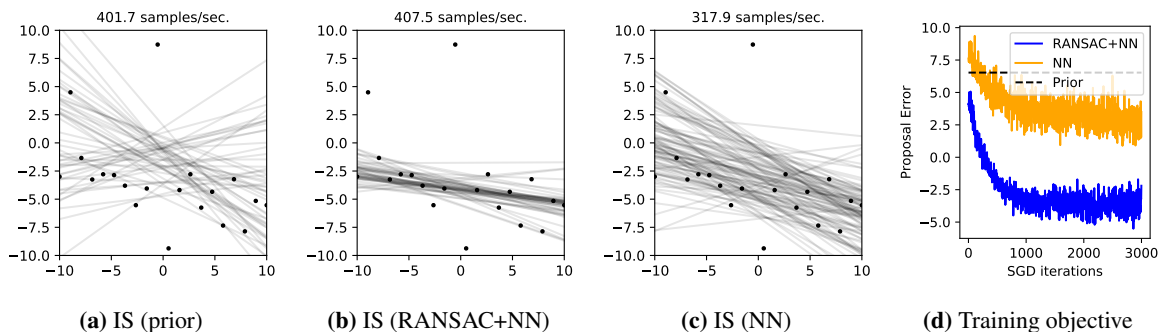 401.7 samples/sec.
10.0
7.5
5.0
2.5
0.0
−2.5
−5.0
−7.5
−10.0
−10 −5 0 5 10
(a) IS (prior)
407.5 samples/sec.
10.0
7.5
5.0
2.5
0.0
−2.5
−5.0
−7.5
−10.0
−10 −5 0 5 10
(b) IS (RANSAC+NN)
317.9 samples/sec.
10.0
7.5
5.0
2.5
0.0
−2.5
−5.0
−7.5
−10.0
−10 −5 0 5 10
(c) IS (NN)
Proposal Error
10.0
7.5
5.0
2.5
0.0
−2.5
−5.0
RANSAC+NN
NN
Prior
0 1000 2000 3000
SGD iterations
(d) Training objective